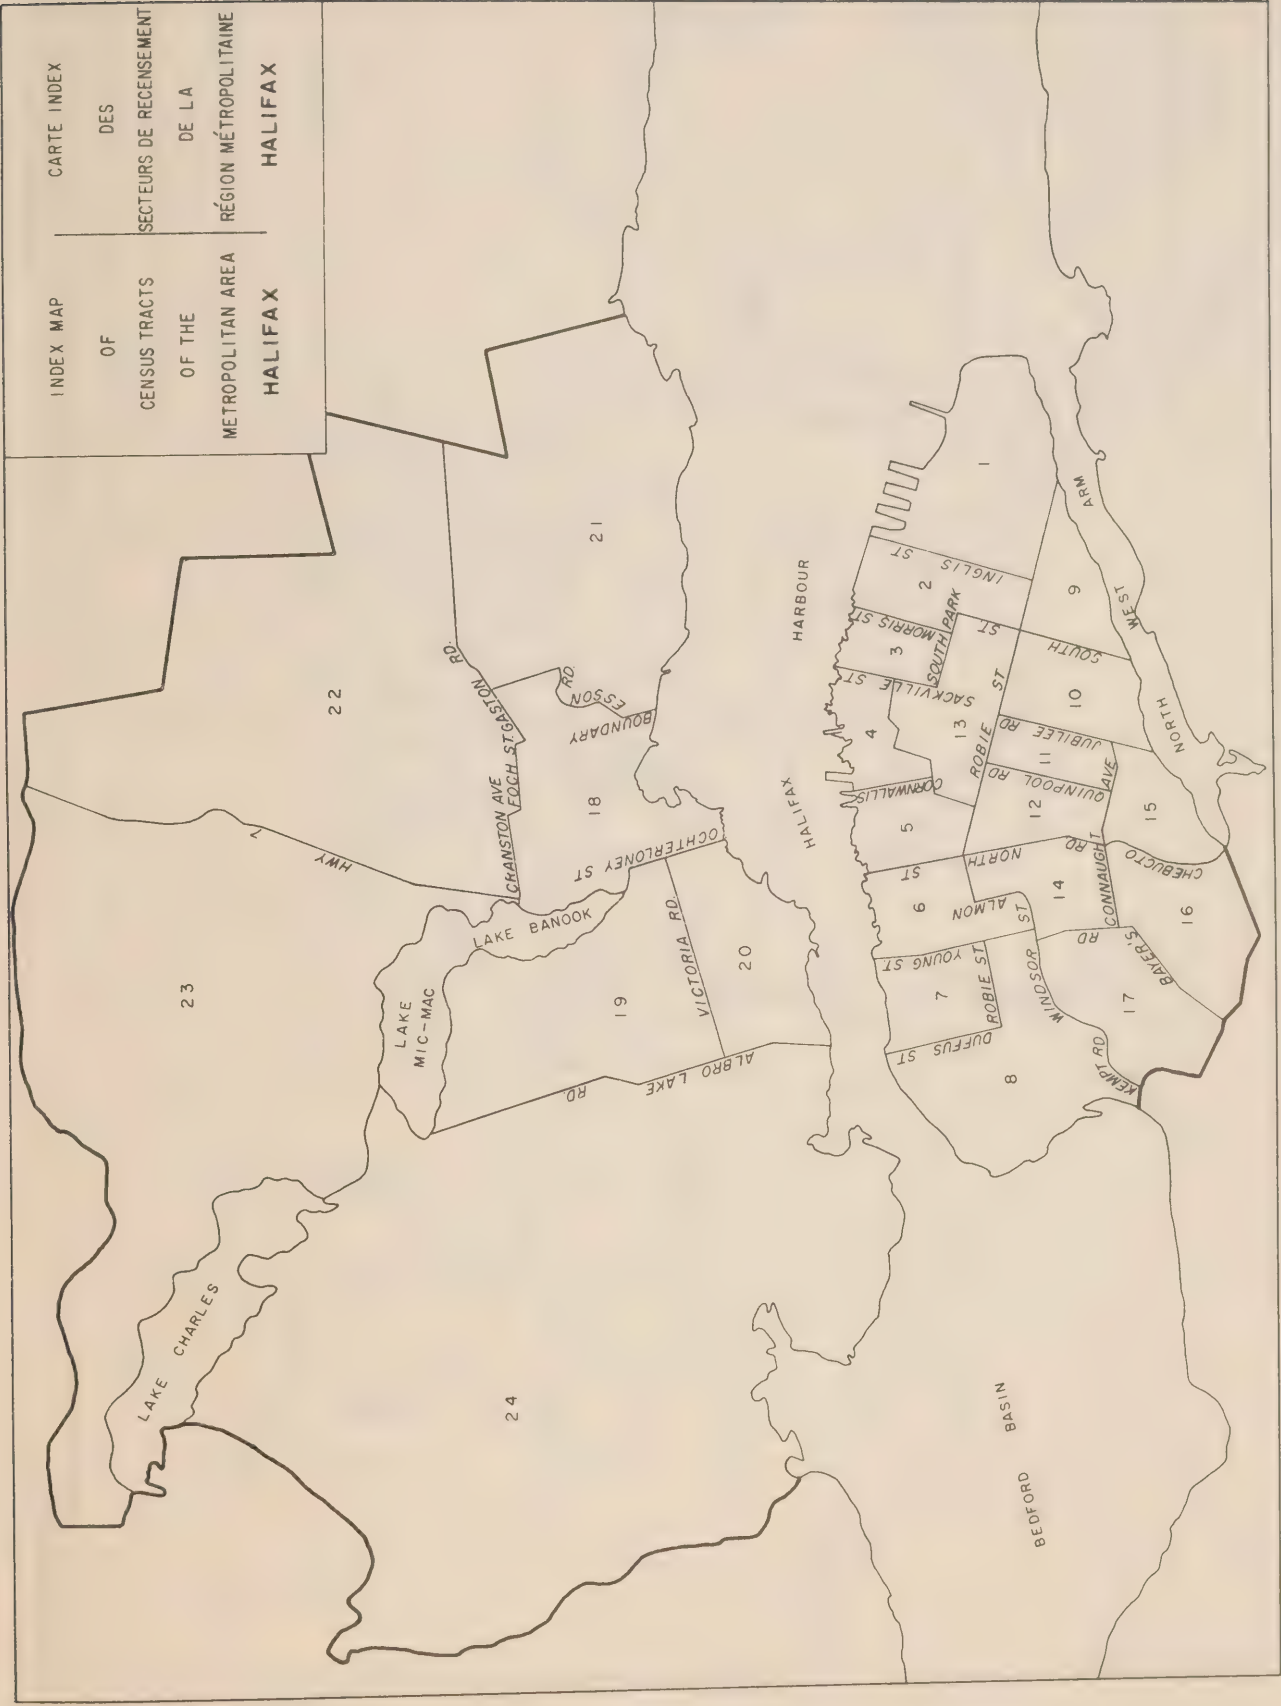 INDEX MAP
OF
CENSUS TRACTS
OF THE
METROPOLITAN AREA
HALIFAX
CARTE INDEX
DES
SECTEURS DE RECENSEMENT
DE LA
RÉGION MÉTROPOLITAINE
HALIFAX
LAKE CHARLES
23
22
HWY 7
LAKE
MIC-MAC
LAKE BANOOK
CRANSTON AVE
FOCH ST.
GASTON RD.
24
19
18
21
ESSON RD.
BOUNDARY
OCHTERLONEY ST
VICTORIA RD.
20
ALBRO LAKE RD.
HALIFAX HARBOUR
BEDFORD BASIN
1
2
3
4
5
6
7
8
9
10
11
12
13
14
15
16
17
INGLIS ST
MORRIS ST
SOUTH PARK ST
SACKVILLE ST
CORNWALLIS
NORTH ST
YOUNG ST
DUFFUS ST
ROBIE ST
ROBIE ST
ALMON ST
WINDSOR
KEMPT RD
BAYER'S RD
CONNAUGHT AVE
CHEBUCTO RD
QUINPOOL RD
JUBILEE RD
SOUTH
NORTH WEST ARM